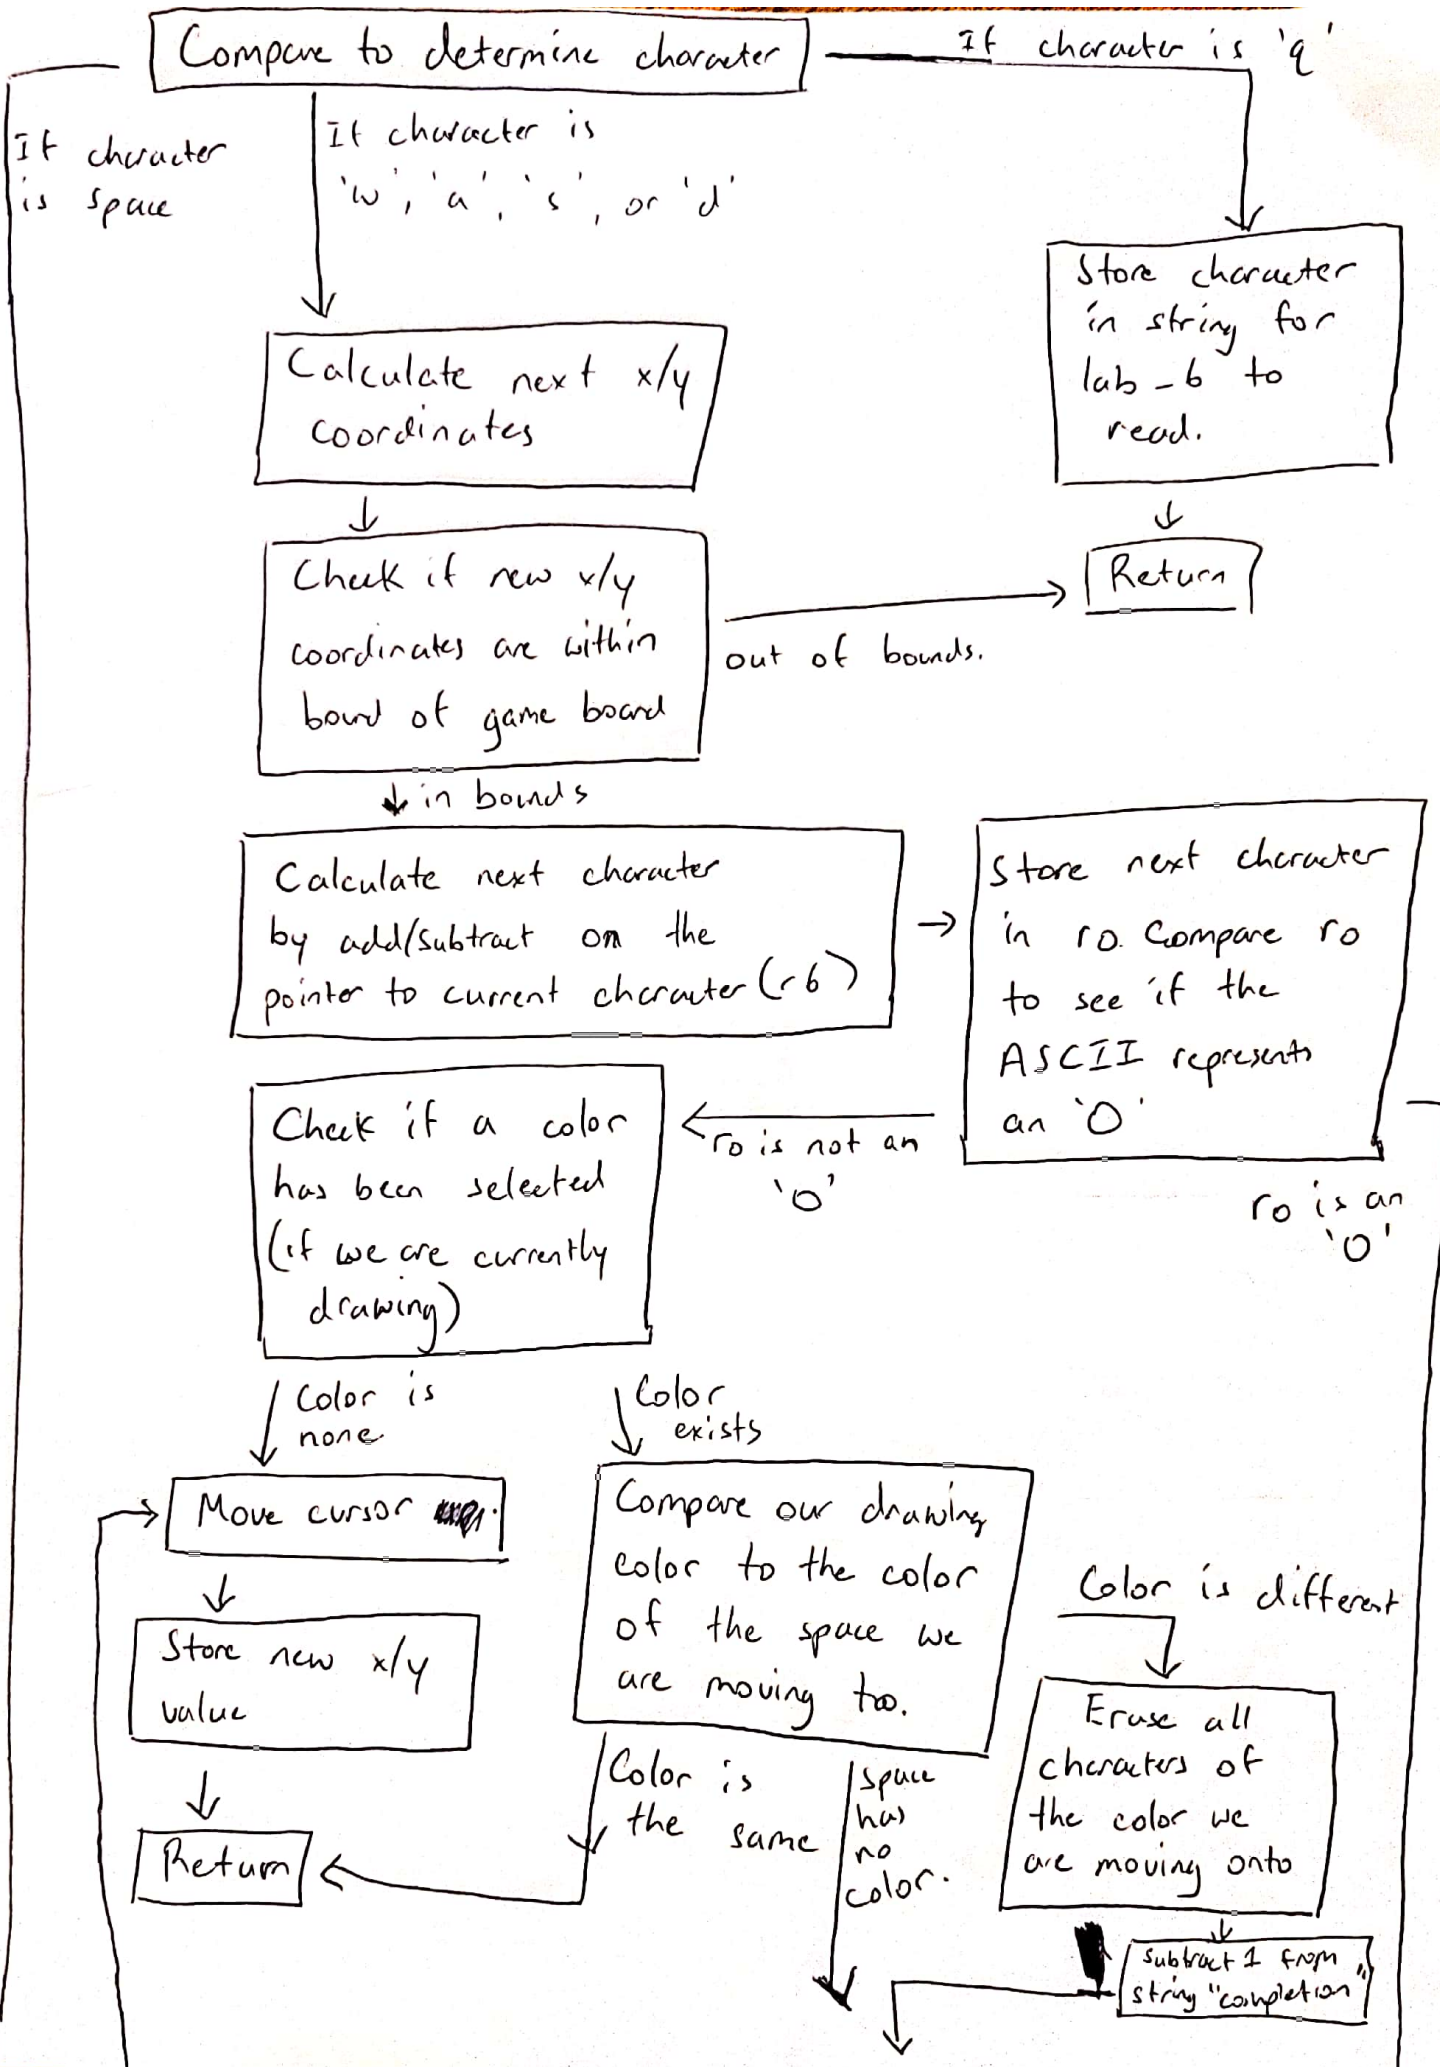 Compare to determine character
If character is 'q'
If character
is space
If character is
'w', 'a', 's', or 'd'
Store character
in string for
lab-6 to
read.
Calculate next x/y
coordinates
Return
Check if new x/y
coordinates are within
bound of game board
out of bounds.
in bounds
Calculate next character
by add/subtract on the
pointer to current character (r6)
Store next character
in r0. Compare r0
to see if the
ASCII represents
an 'O'
r0 is not an
'O'
r0 is an
'O'
Check if a color
has been selected
(if we are currently
drawing)
Color is
none
Color
exists
Move cursor
Compare our drawing
color to the color
of the space we
are moving too.
Color is different
Store new x/y
value
Erase all
characters of
the color we
are moving onto
Color is
the same
space
has
no
color.
Return
subtract 1 from
string "completion"